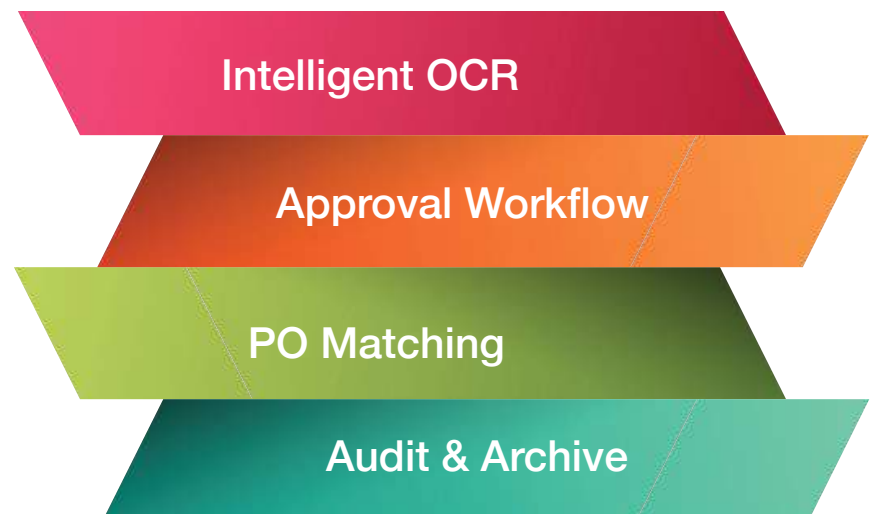 Intelligent OCR
Approval Workflow
PO Matching
Audit & Archive